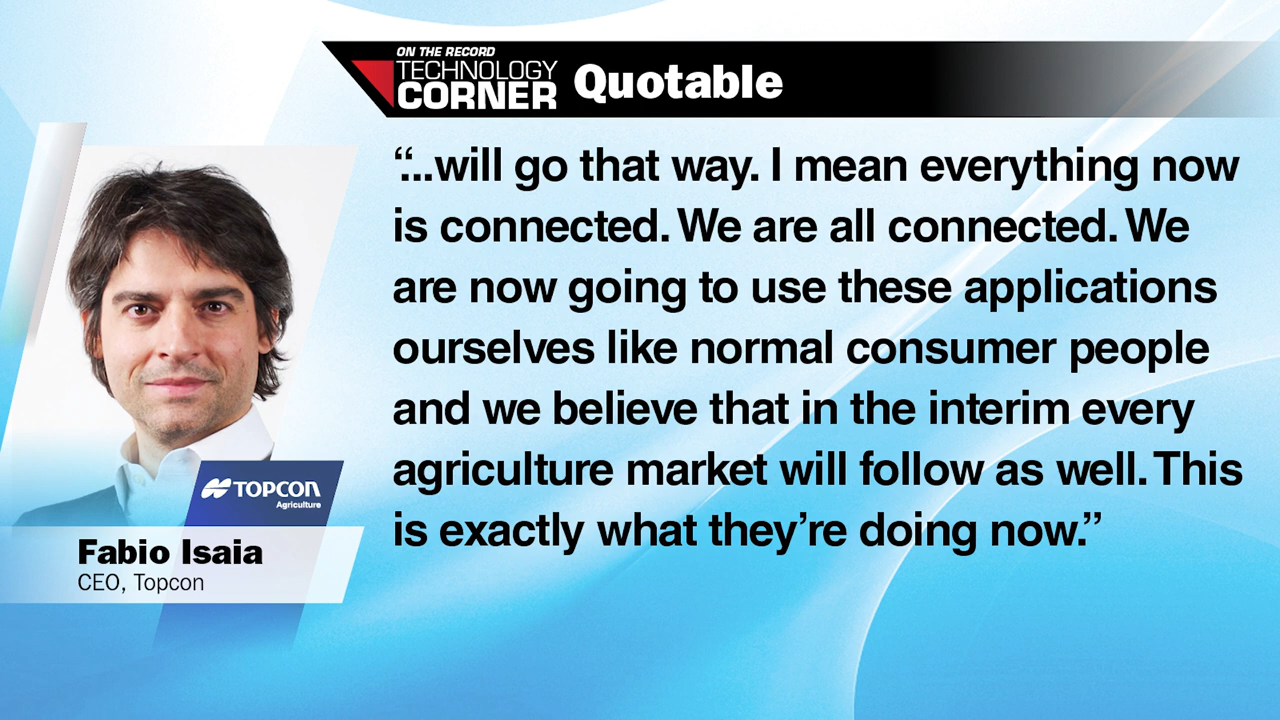 ON THE RECORD
TECHNOLOGY
CORNER
Quotable
“...will go that way. I mean everything now
is connected. We are all connected. We
are now going to use these applications
ourselves like normal consumer people
and we believe that in the interim every
agriculture market will follow as well. This
is exactly what they’re doing now.”
TOPCON
Agriculture
Fabio Isaia
CEO, Topcon